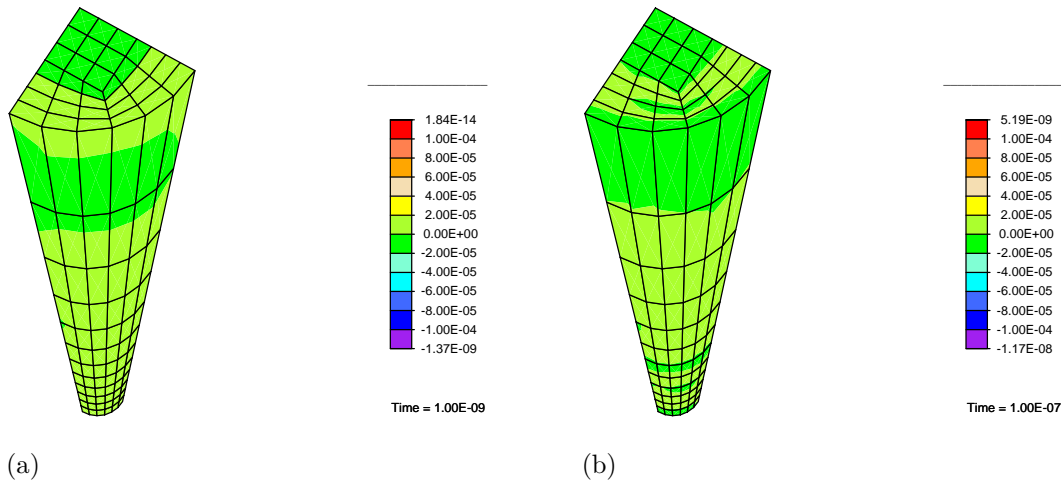 1.84E-14
1.00E-04
8.00E-05
6.00E-05
4.00E-05
2.00E-05
0.00E+00
-2.00E-05
-4.00E-05
-6.00E-05
-8.00E-05
-1.00E-04
-1.37E-09
Time = 1.00E-09
(a)
5.19E-09
1.00E-04
8.00E-05
6.00E-05
4.00E-05
2.00E-05
0.00E+00
-2.00E-05
-4.00E-05
-6.00E-05
-8.00E-05
-1.00E-04
-1.17E-08
Time = 1.00E-07
(b)